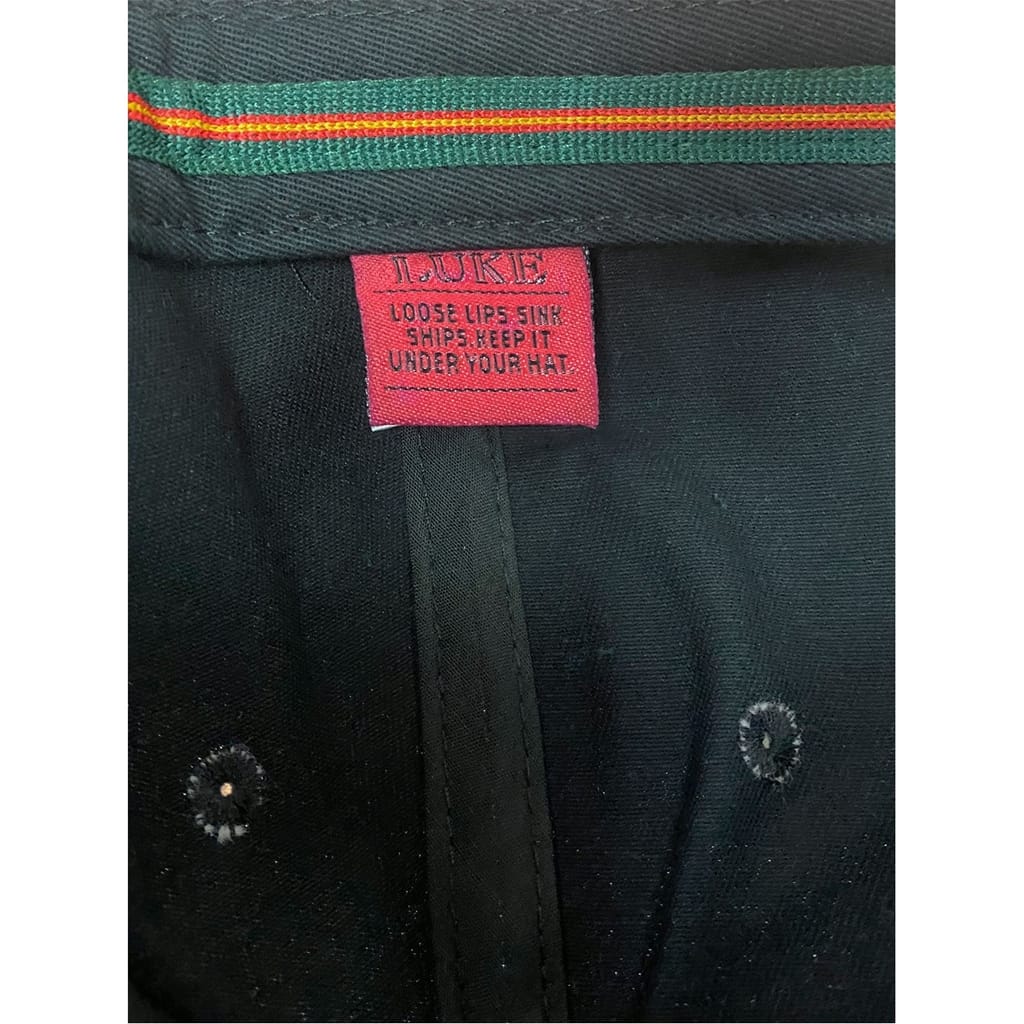 LUKE
LOOSE LIPS SINK
SHIPS.KEEP IT
UNDER YOUR HAT.